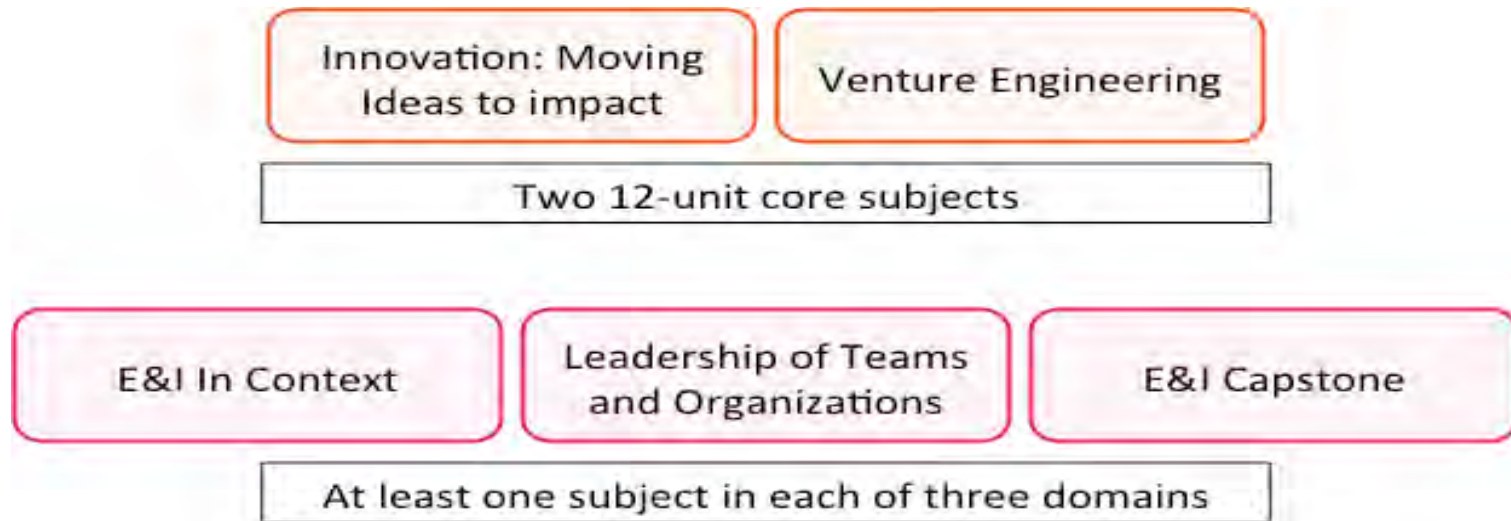 Innovation: Moving
Ideas to impact
Venture Engineering
Two 12-unit core subjects
E&I In Context
Leadership of Teams
and Organizations
E&I Capstone
At least one subject in each of three domains